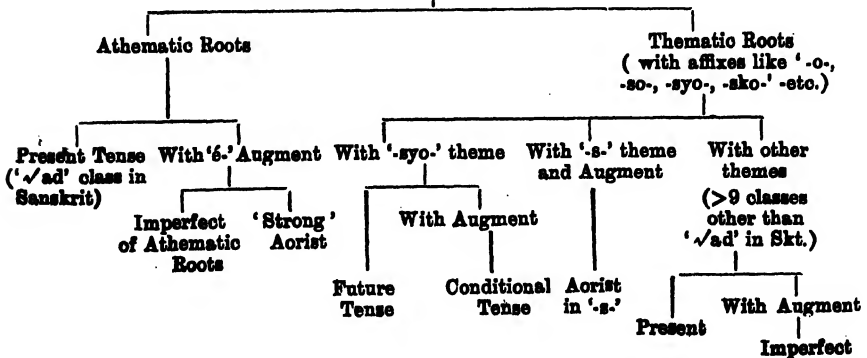 Athematic Roots
Thematic Roots
( with affixes like ' -o-,
-so-, -syo-, -sko-' -etc.)
Present Tense
('√ad' class in
Sanskrit)
With 'é-' Augment
With '-syo-' theme
With '-s-' theme
and Augment
With other
themes
(>9 classes
other than
'√ad' in Skt.)
Imperfect
of Athematic
Roots
'Strong'
Aorist
With Augment
Future
Tense
Conditional
Tense
Aorist
in '-s-'
Present
With Augment
Imperfect